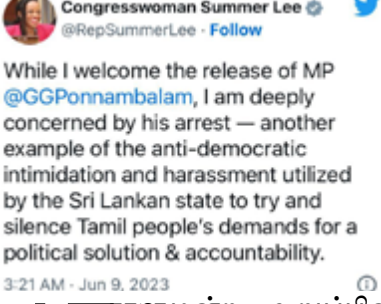 Congresswoman Summer Lee
@RepSummerLee · Follow
While I welcome the release of MP
@GGPonnambalam, I am deeply
concerned by his arrest — another
example of the anti-democratic
intimidation and harassment utilized
by the Sri Lankan state to try and
silence Tamil people's demands for a
political solution & accountability.
3:21 AM · Jun 9, 2023